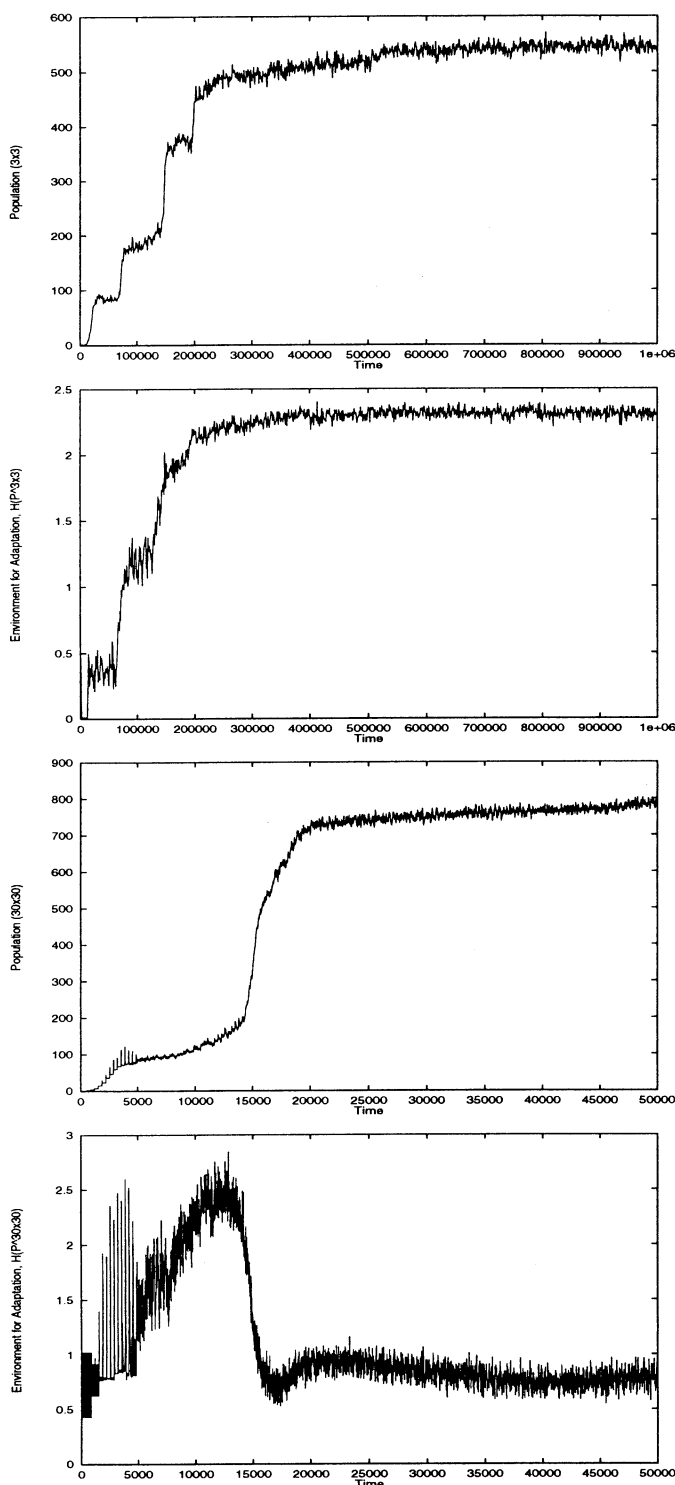 600
500
400
300
200
100
0
Population (3x3)
0 100000 200000 300000 400000 500000 600000 700000 800000 900000 1e+06
Time
2.5
2
1.5
1
0.5
0
Environment for Adaptation, H(P^3x3)
0 100000 200000 300000 400000 500000 600000 700000 800000 900000 1e+06
Time
900
800
700
600
500
400
300
200
100
0
Population (30x30)
0 5000 10000 15000 20000 25000 30000 35000 40000 45000 50000
Time
3
2.5
2
1.5
1
0.5
0
Environment for Adaptation, H(P^30x30)
0 5000 10000 15000 20000 25000 30000 35000 40000 45000 50000
Time